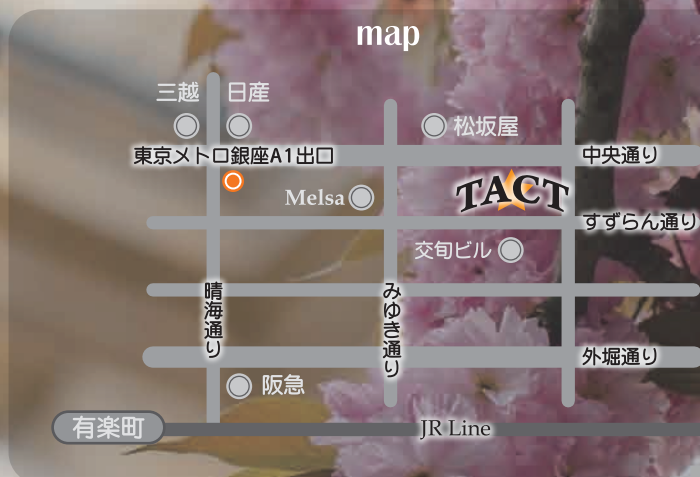 map
三越
日産
松坂屋
東京メトロ銀座A1出口
中央通り
Melsa
TACT
すずらん通り
交旬ビル
晴海通り
みゆき通り
外堀通り
阪急
有楽町
JR Line